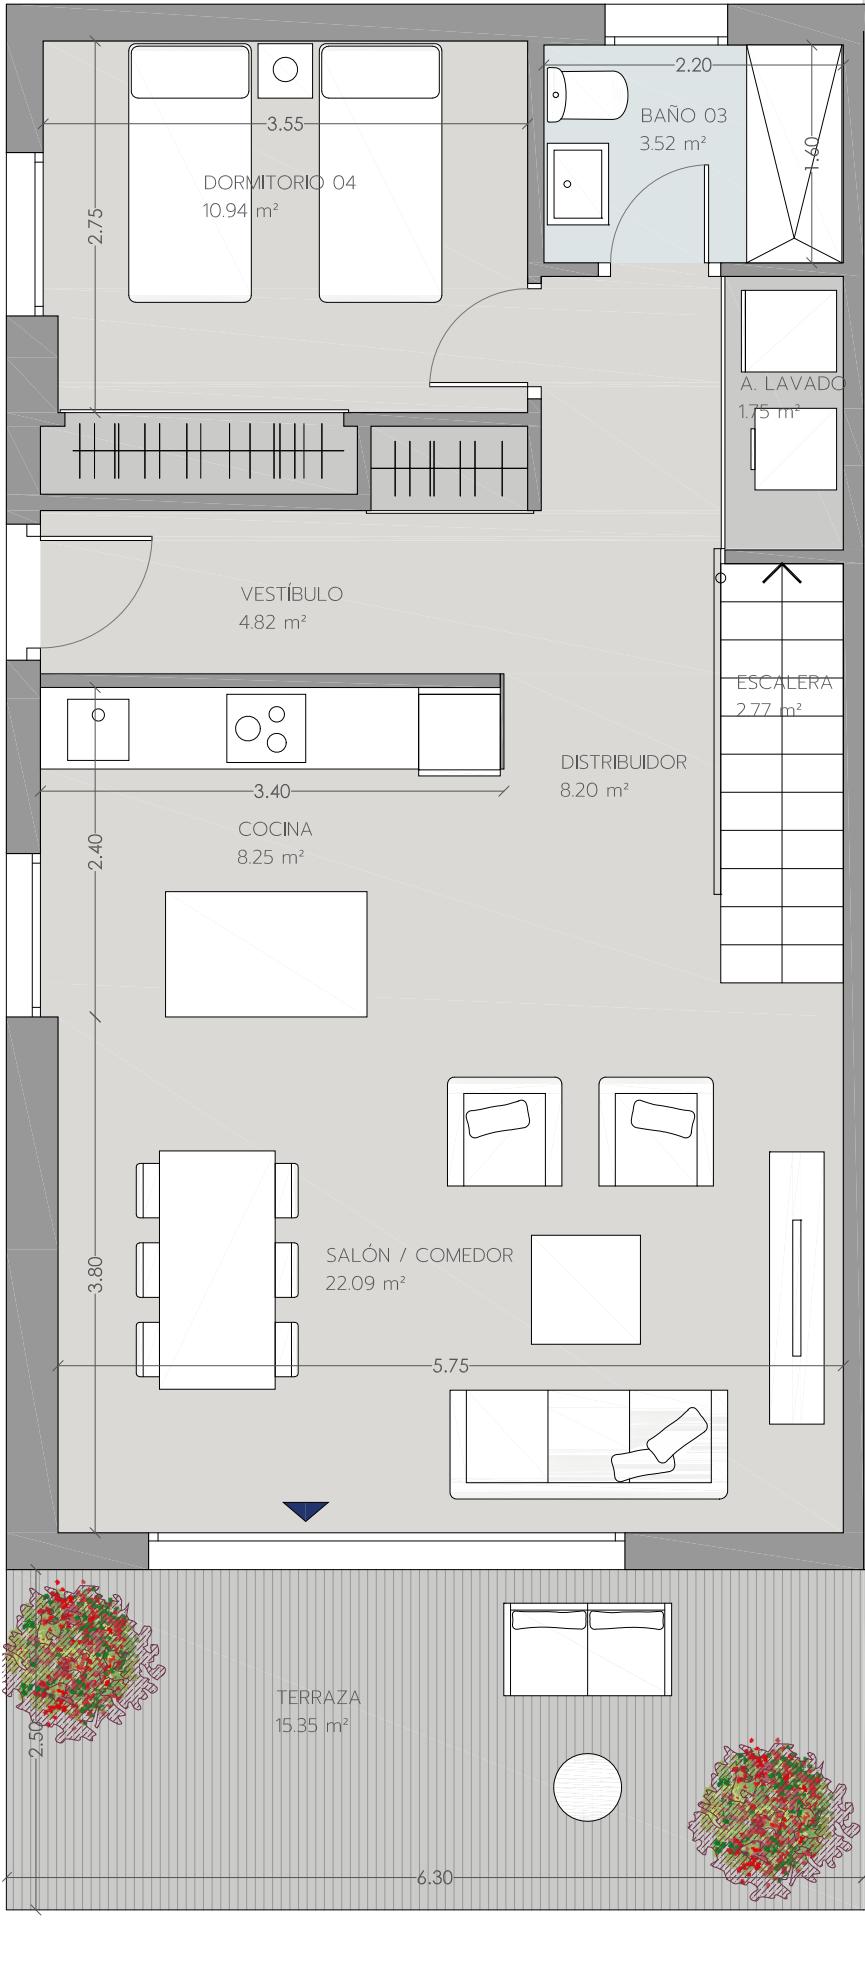 2.20
BAÑO 03
3.52 m²
1.60
3.55
DORMITORIO 04
10.94 m²
2.75
A. LAVADO
1.75 m²
VESTÍBULO
4.82 m²
ESCALERA
2.77 m²
DISTRIBUIDOR
8.20 m²
3.40
COCINA
8.25 m²
2.40
SALÓN / COMEDOR
22.09 m²
3.80
5.75
TERRAZA
15.35 m²
2.50
6.30